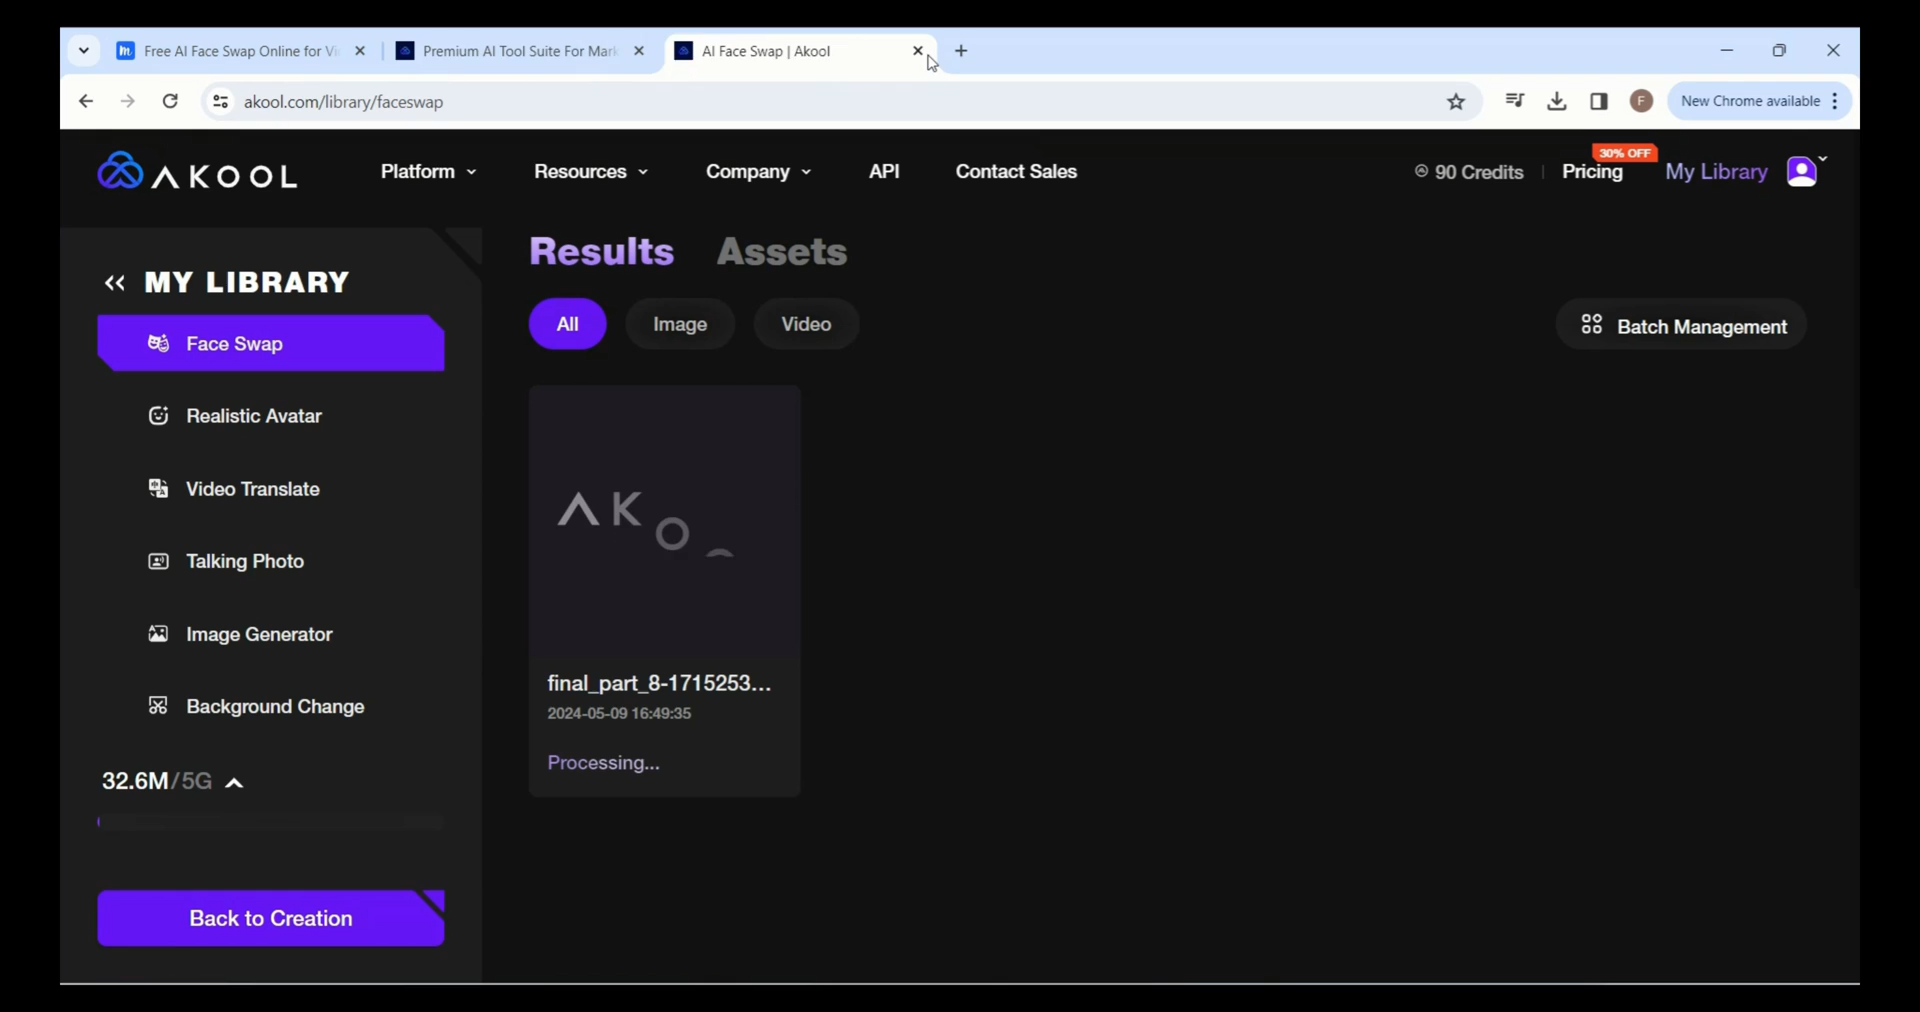 Free AI Face Swap Online for Vi
Premium AI Tool Suite For Mark
AI Face Swap | Akool
akool.com/library/faceswap
F
New Chrome available
AKOOL
Platform
Resources
Company
API
Contact Sales
90 Credits
Pricing
30% OFF
My Library
MY LIBRARY
Face Swap
Realistic Avatar
Video Translate
Talking Photo
Image Generator
Background Change
32.6M/5G
Back to Creation
Results Assets
All Image Video
Batch Management
AKO
final_part_8-1715253...
2024-05-09 16:49:35
Processing...